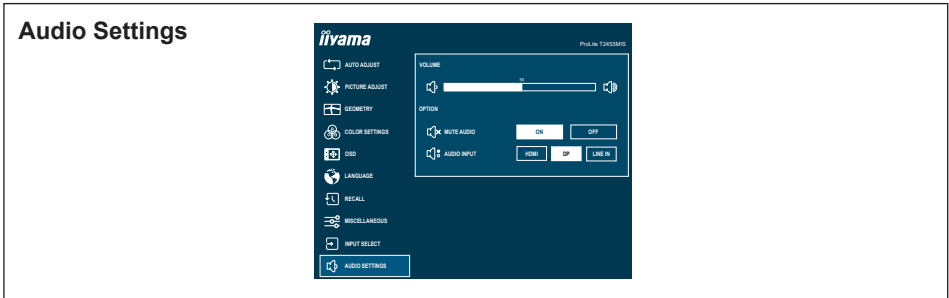 Audio Settings
iiyama
ProLite T2453MIS
AUTO ADJUST
PICTURE ADJUST
GEOMETRY
COLOR SETTINGS
OSD
LANGUAGE
RECALL
MISCELLANEOUS
INPUT SELECT
AUDIO SETTINGS
VOLUME
50
OPTION
MUTE AUDIO ON OFF
AUDIO INPUT HDMI DP LINE IN